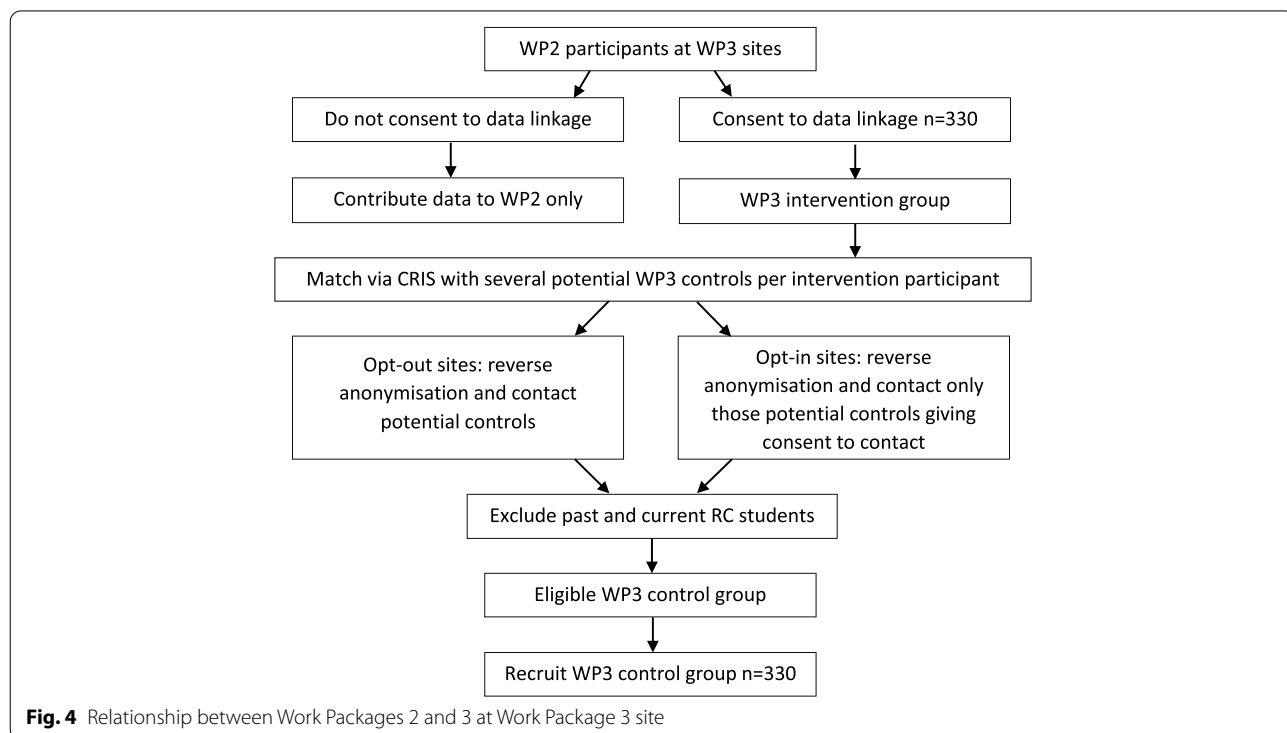 WP2 participants at WP3 sites
Do not consent to data linkage
Consent to data linkage n=330
Contribute data to WP2 only
WP3 intervention group
Match via CRIS with several potential WP3 controls per intervention participant
Opt-out sites: reverse
anonymisation and contact
potential controls
Opt-in sites: reverse
anonymisation and contact only
those potential controls giving
consent to contact
Exclude past and current RC students
Eligible WP3 control group
Recruit WP3 control group n=330
Fig. 4 Relationship between Work Packages 2 and 3 at Work Package 3 site